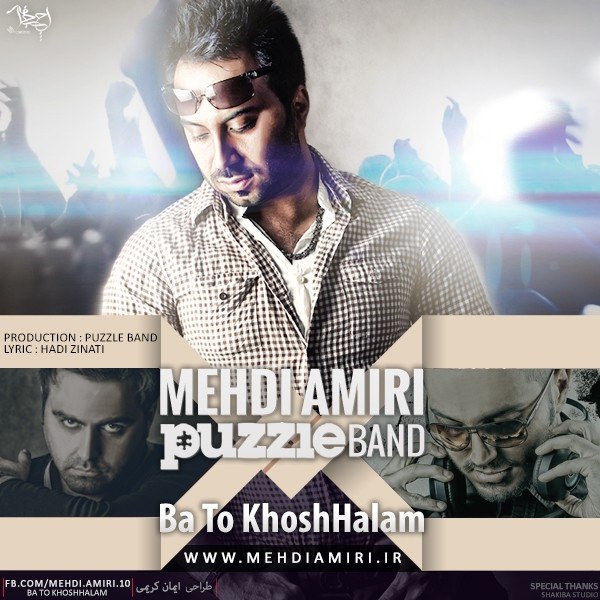 PRODUCTION : PUZZLE BAND
LYRIC : HADI ZINATI
MEHDI AMIRI
puzzle BAND
Ba To KhoshHalam
WWW.MEHDIAMIRI.IR
FB.COM/MEHDI.AMIRI.10
BA TO KHOSHHALAM
طراحی ایمان کریمی
SPECIAL THANKS
SHAKIBA STUDIO